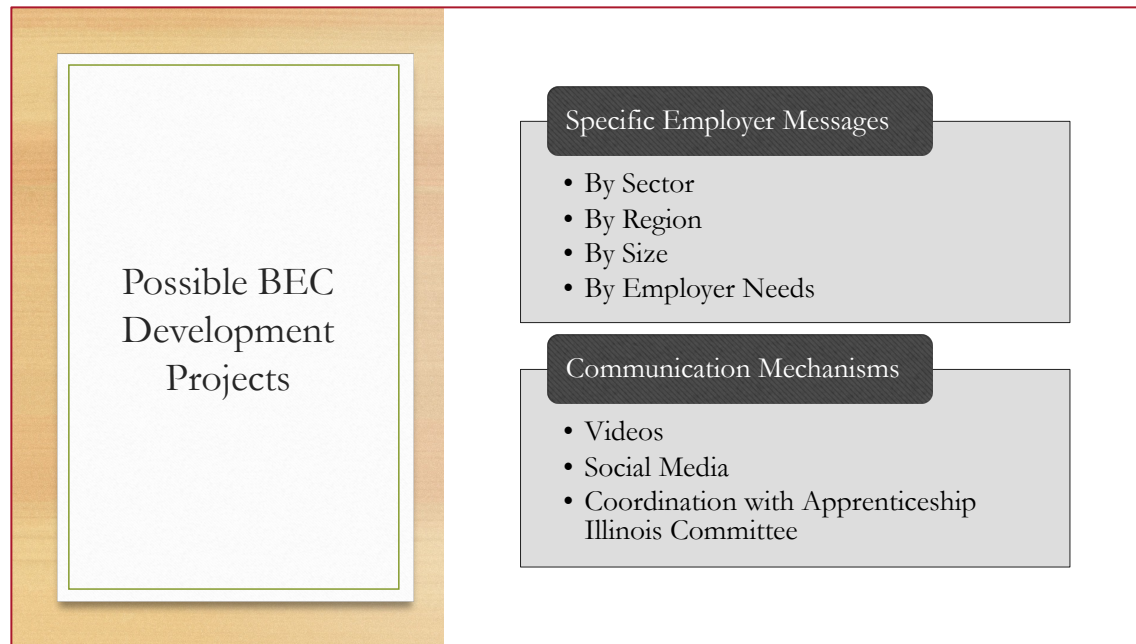 Possible BEC
Development
Projects
Specific Employer Messages
• By Sector
• By Region
• By Size
• By Employer Needs
Communication Mechanisms
• Videos
• Social Media
• Coordination with Apprenticeship
Illinois Committee